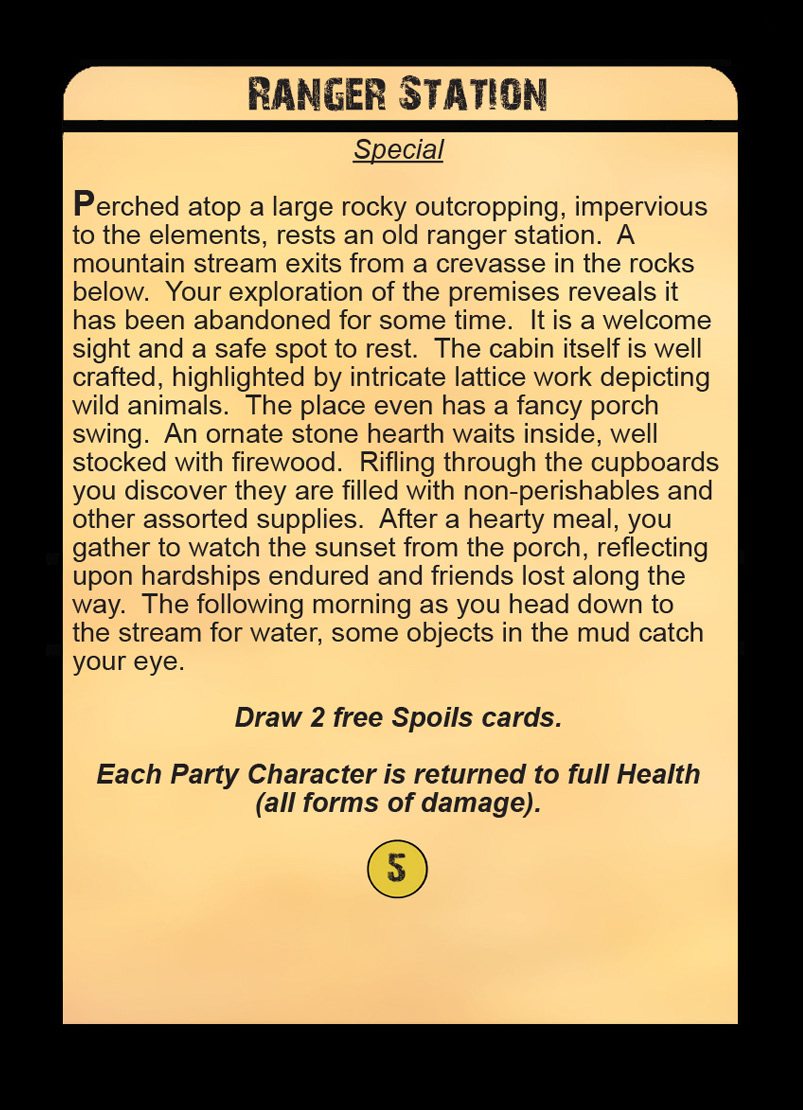 RANGER STATION
Special
Perched atop a large rocky outcropping, impervious
to the elements, rests an old ranger station.  A
mountain stream exits from a crevasse in the rocks
below.  Your exploration of the premises reveals it
has been abandoned for some time.  It is a welcome
sight and a safe spot to rest.  The cabin itself is well
crafted, highlighted by intricate lattice work depicting
wild animals.  The place even has a fancy porch
swing.  An ornate stone hearth waits inside, well
stocked with firewood.  Rifling through the cupboards
you discover they are filled with non-perishables and
other assorted supplies.  After a hearty meal, you
gather to watch the sunset from the porch, reflecting
upon hardships endured and friends lost along the
way.  The following morning as you head down to
the stream for water, some objects in the mud catch
your eye.
Draw 2 free Spoils cards.
Each Party Character is returned to full Health
(all forms of damage).
5